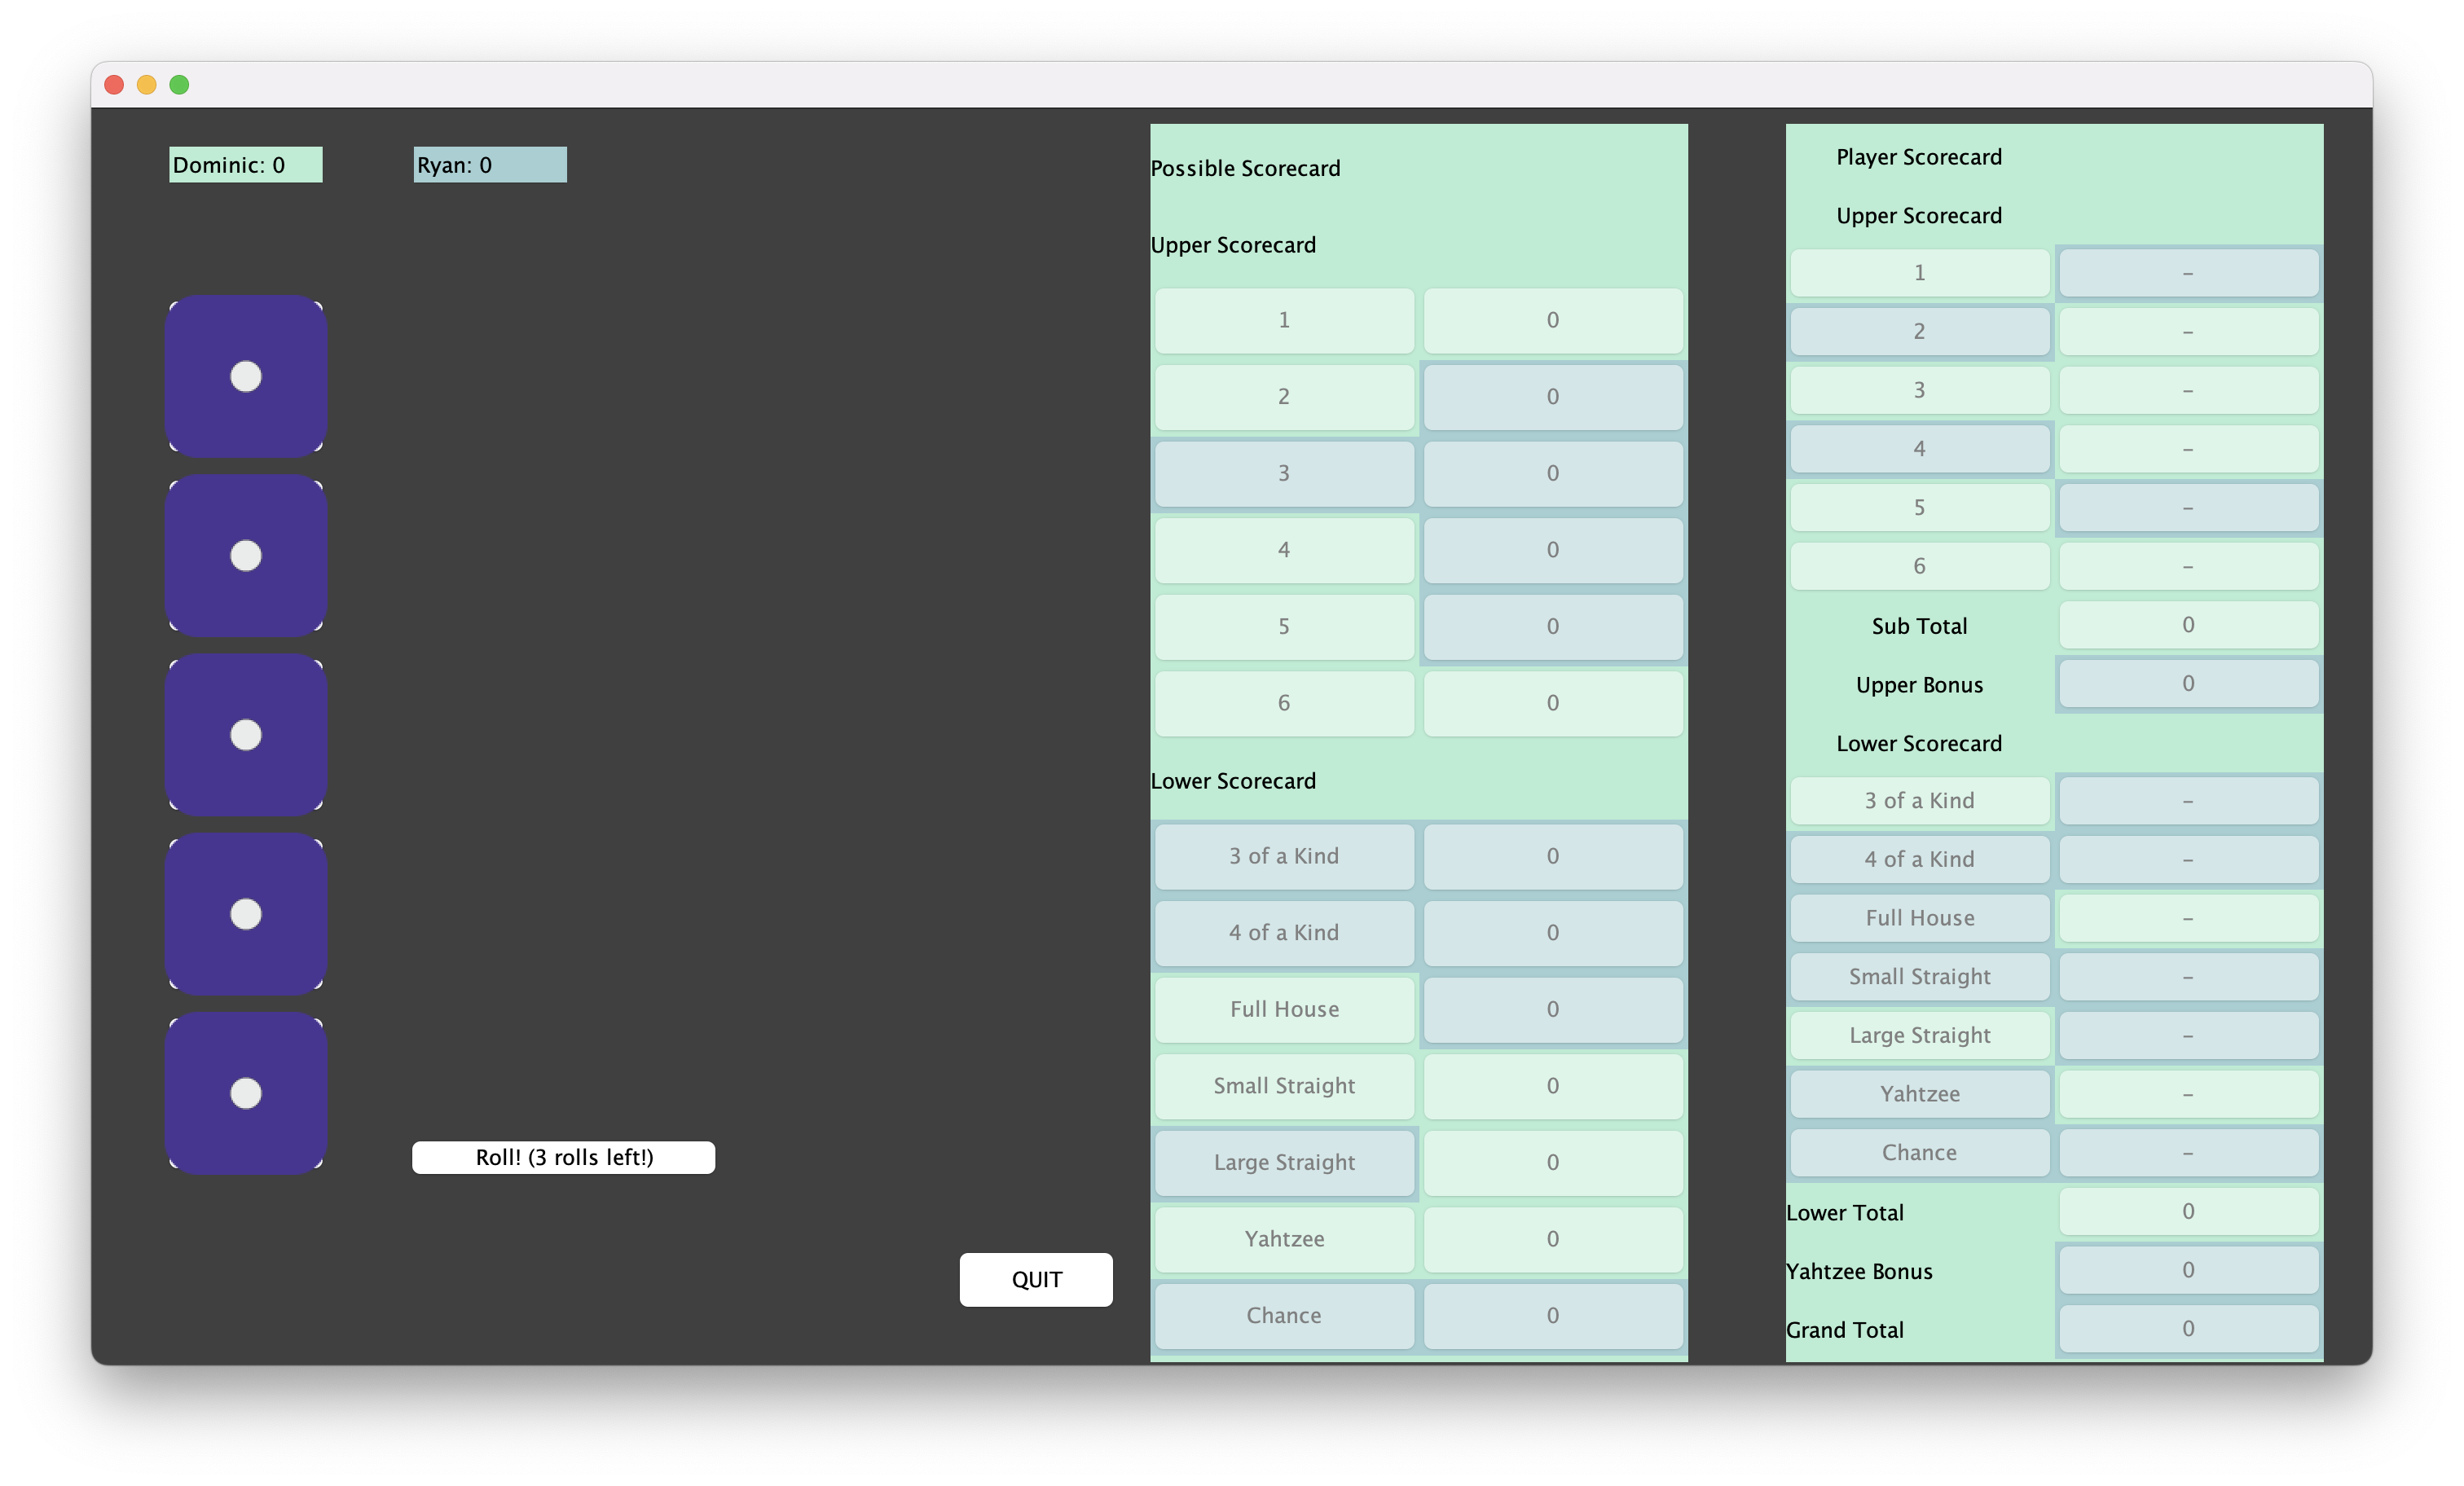 Dominic: 0
Ryan: 0
Roll! (3 rolls left!)
QUIT
Possible Scorecard
Upper Scorecard
1 0
2 0
3 0
4 0
5 0
6 0
Lower Scorecard
3 of a Kind 0
4 of a Kind 0
Full House 0
Small Straight 0
Large Straight 0
Yahtzee 0
Chance 0
Player Scorecard
Upper Scorecard
1 -
2 -
3 -
4 -
5 -
6 -
Sub Total 0
Upper Bonus 0
Lower Scorecard
3 of a Kind -
4 of a Kind -
Full House -
Small Straight -
Large Straight -
Yahtzee -
Chance -
Lower Total 0
Yahtzee Bonus 0
Grand Total 0